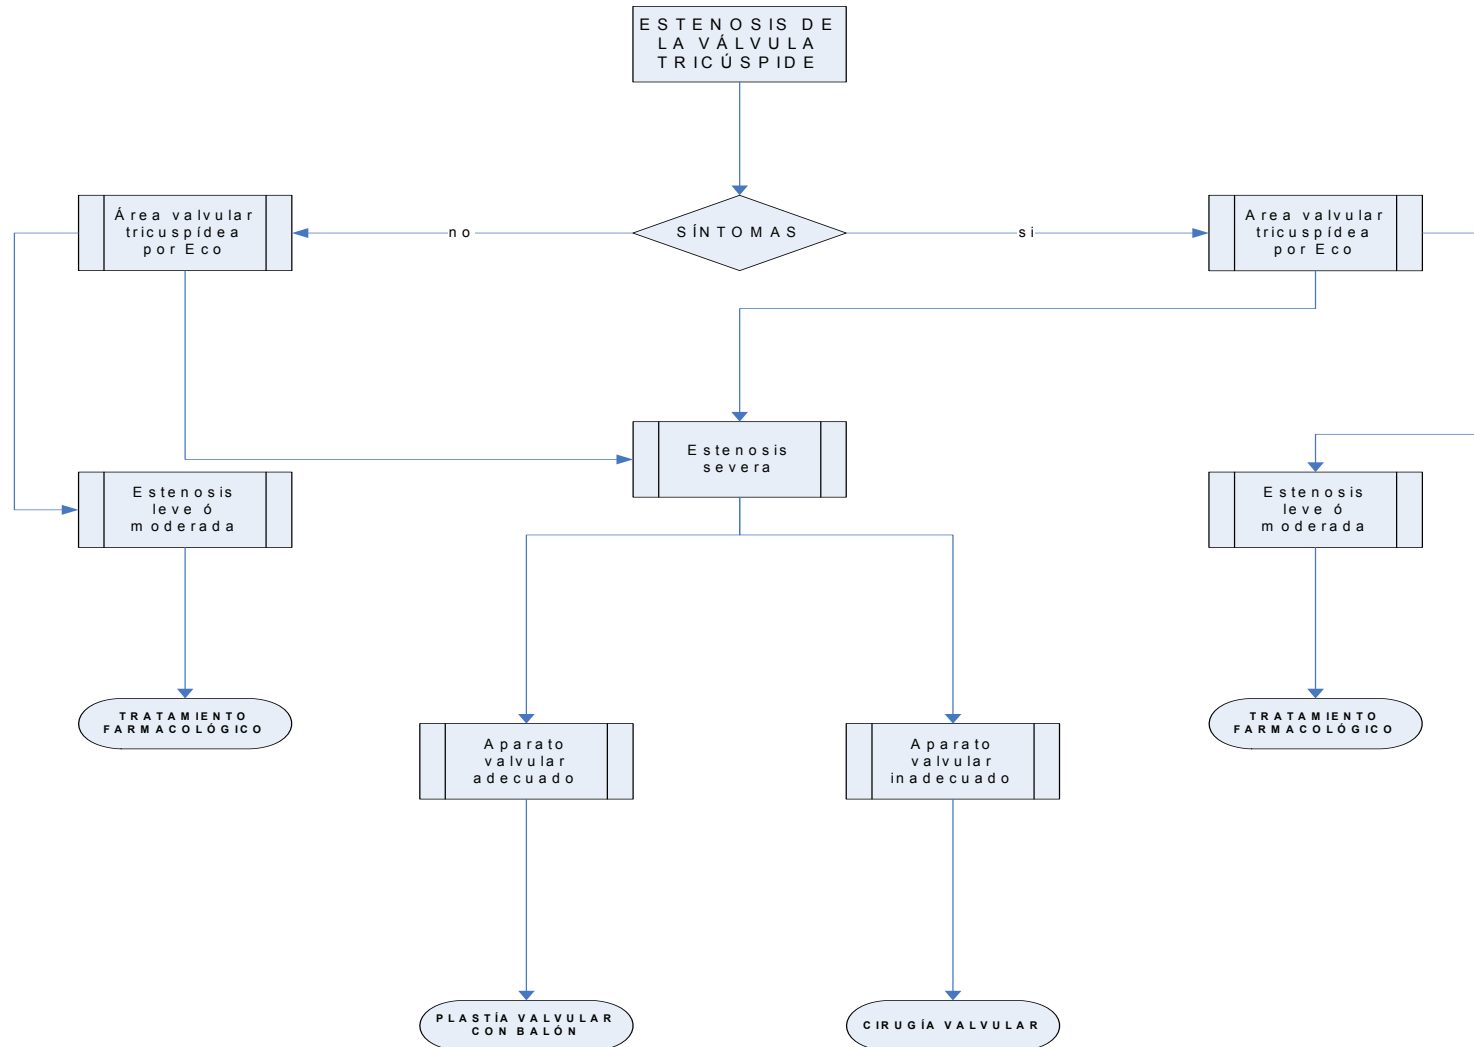 ESTENOSIS DE
LA VÁLVULA
TRICÚSPIDE
Área valvular
tricuspídea
por Eco
no
SÍNTOMAS
si
Area valvular
tricuspídea
por Eco
Estenosis
severa
Estenosis
leve ó
moderada
Estenosis
leve ó
moderada
TRATAMIENTO
FARMACOLÓGICO
Aparato
valvular
adecuado
Aparato
valvular
inadecuado
TRATAMIENTO
FARMACOLÓGICO
PLASTÍA VALVULAR
CON BALÓN
CIRUGÍA VALVULAR